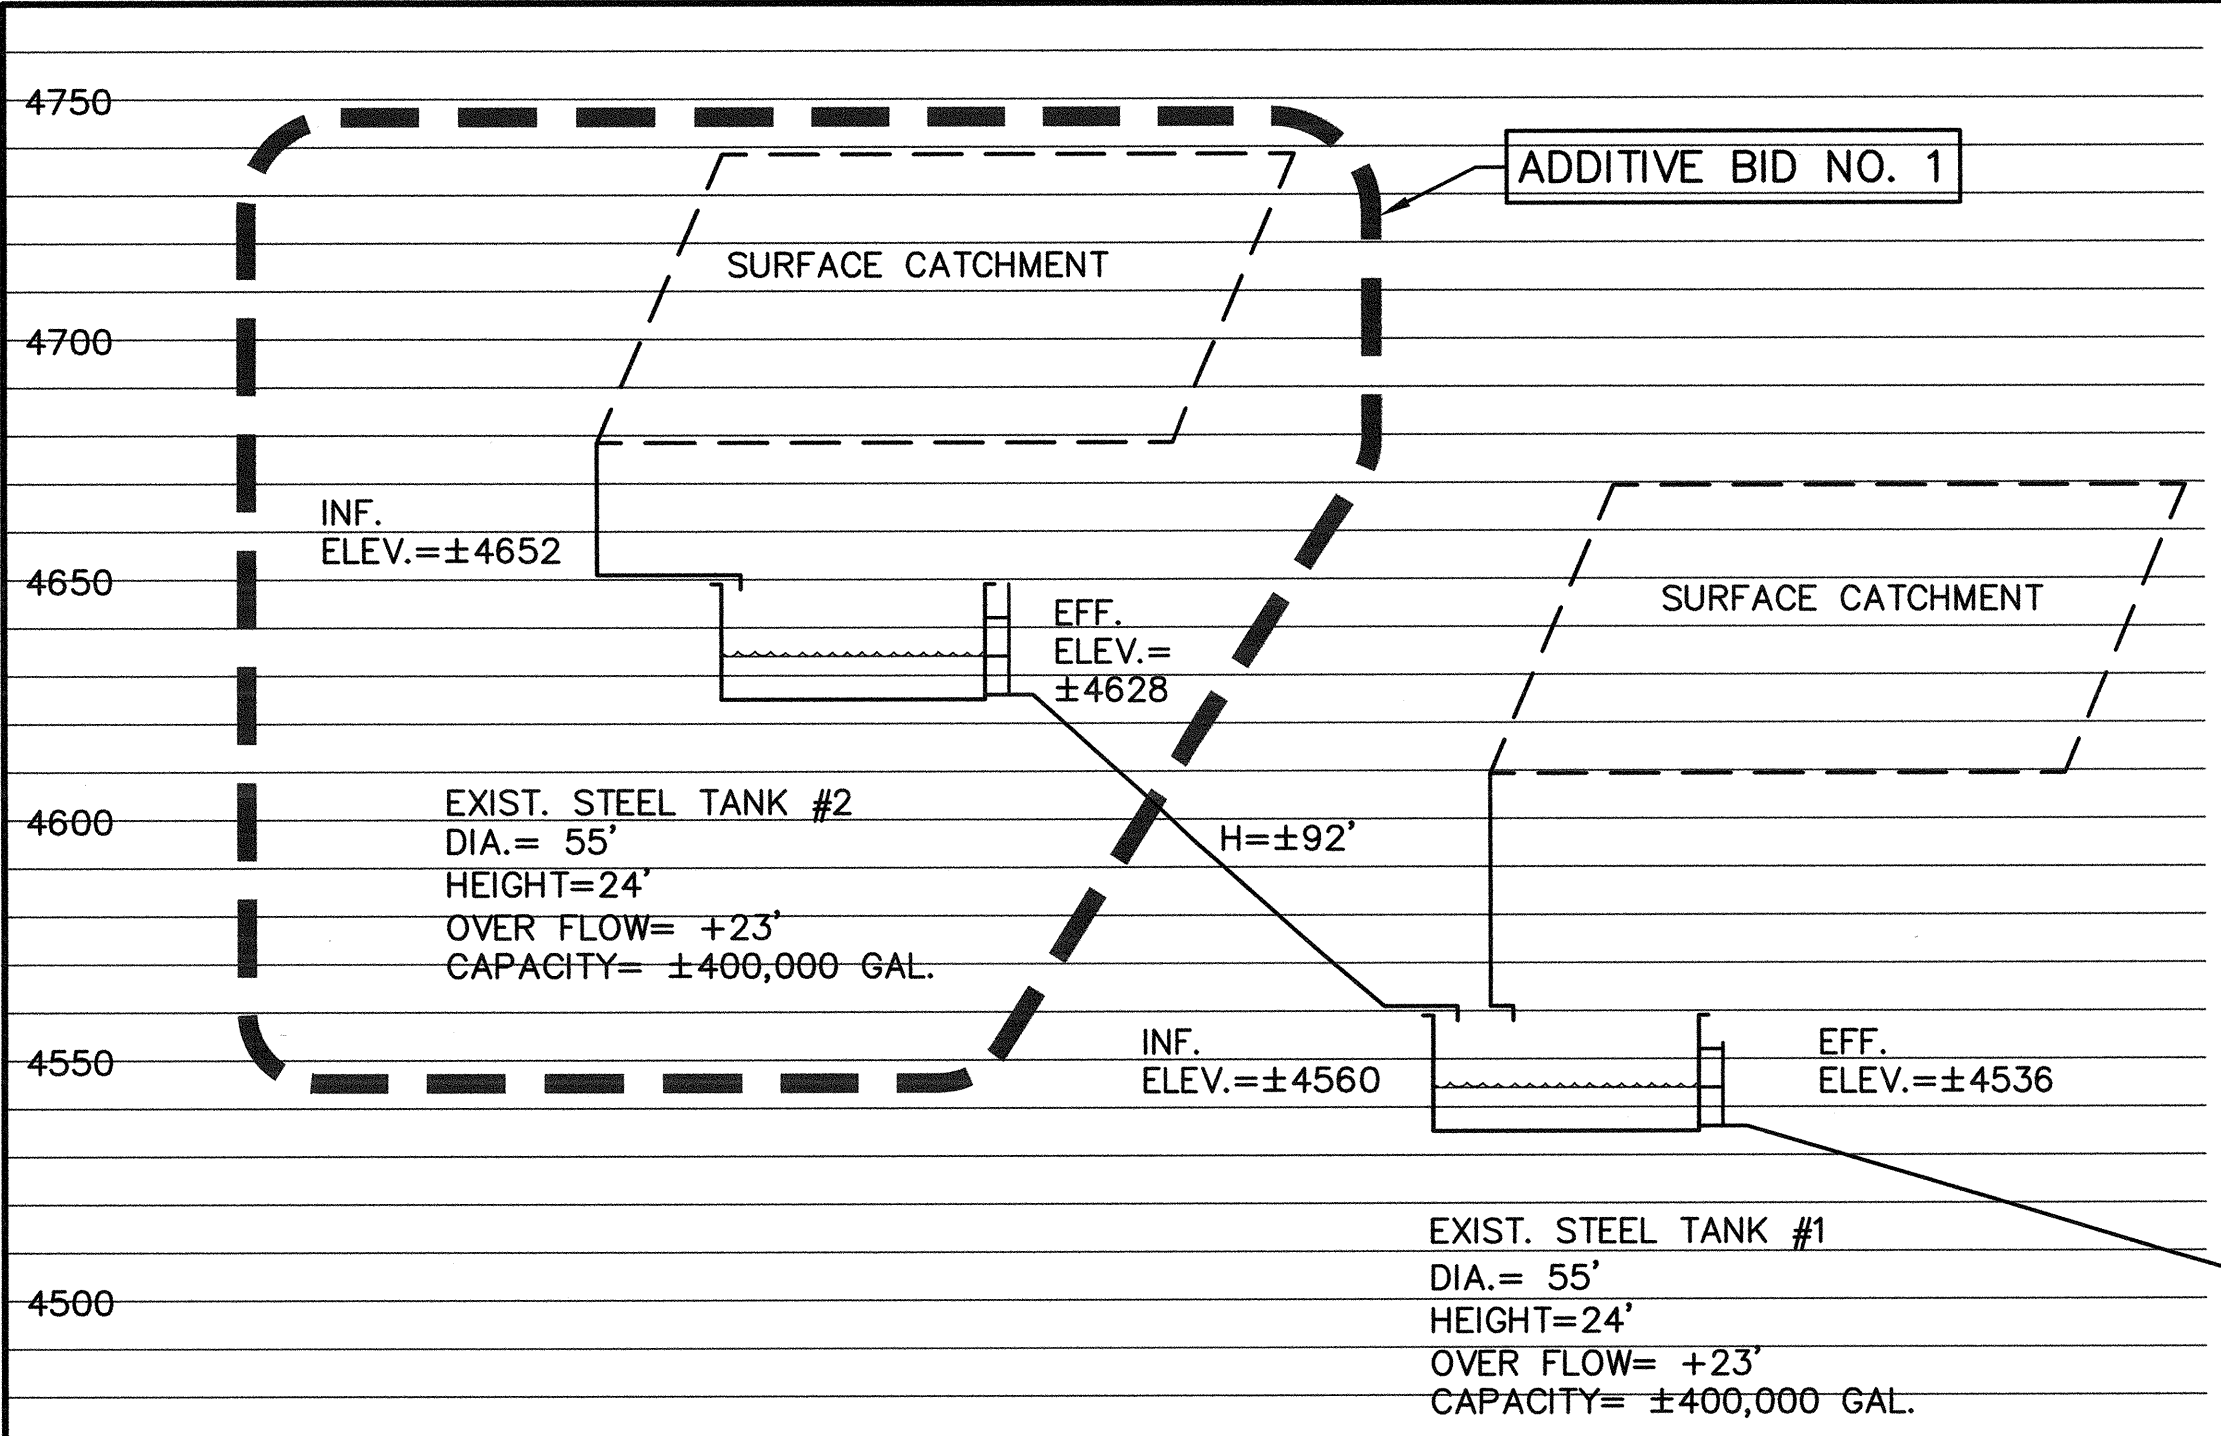 4750
ADDITIVE BID NO. 1
SURFACE CATCHMENT
4700
INF.
ELEV.=±4652
4650
EFF.
ELEV.=
±4628
SURFACE CATCHMENT
EXIST. STEEL TANK #2
DIA.= 55'
HEIGHT=24'
OVER FLOW= +23'
CAPACITY= ±400,000 GAL.
4600
H=±92'
4550
INF.
ELEV.=±4560
EFF.
ELEV.=±4536
EXIST. STEEL TANK #1
DIA.= 55'
HEIGHT=24'
OVER FLOW= +23'
CAPACITY= ±400,000 GAL.
4500